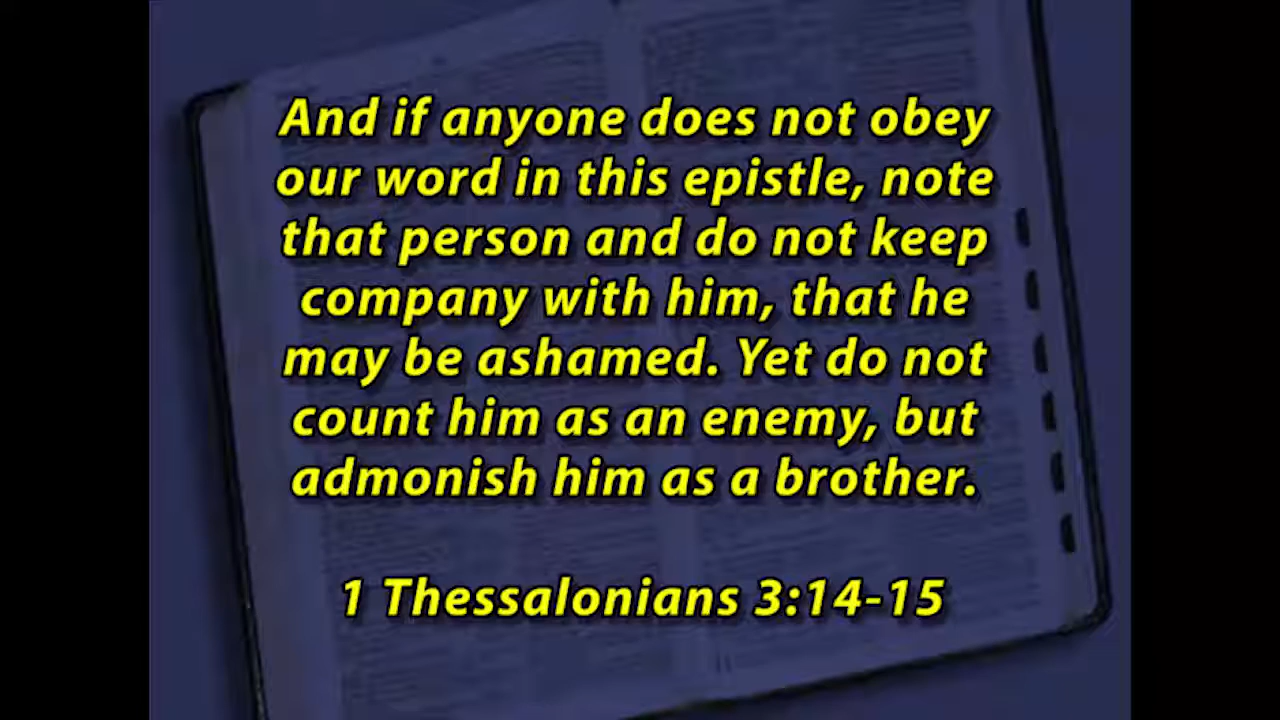 And if anyone does not obey
our word in this epistle, note
that person and do not keep
company with him, that he
may be ashamed. Yet do not
count him as an enemy, but
admonish him as a brother.
1 Thessalonians 3:14-15